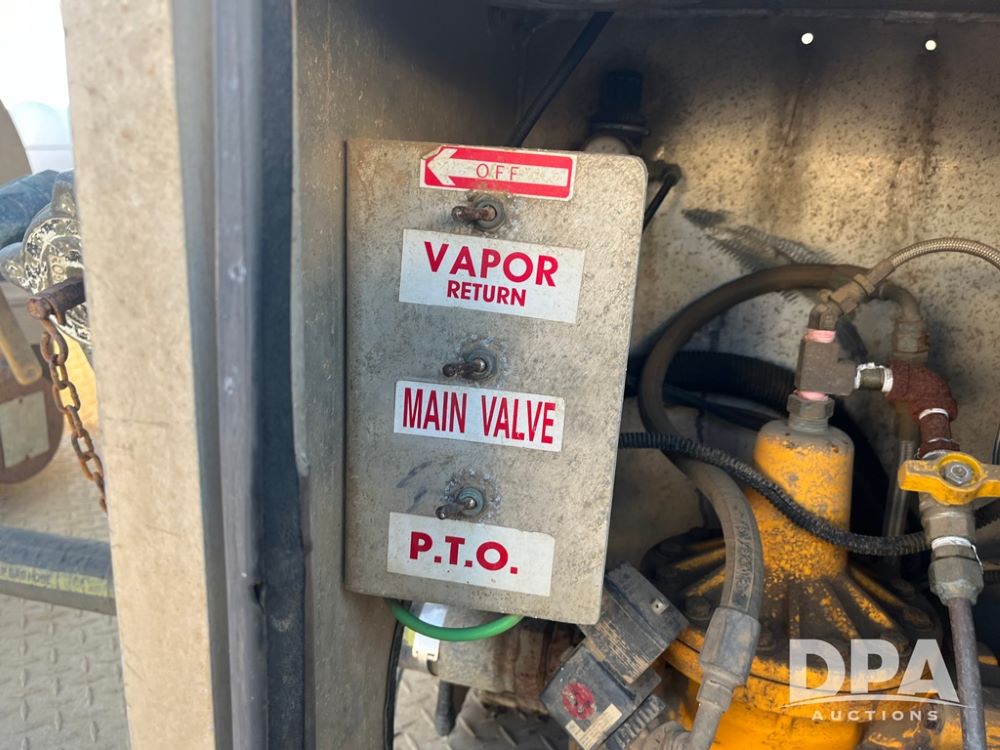 OFF
VAPOR
RETURN
MAIN VALVE
P.T.O.
DPA
AUCTIONS